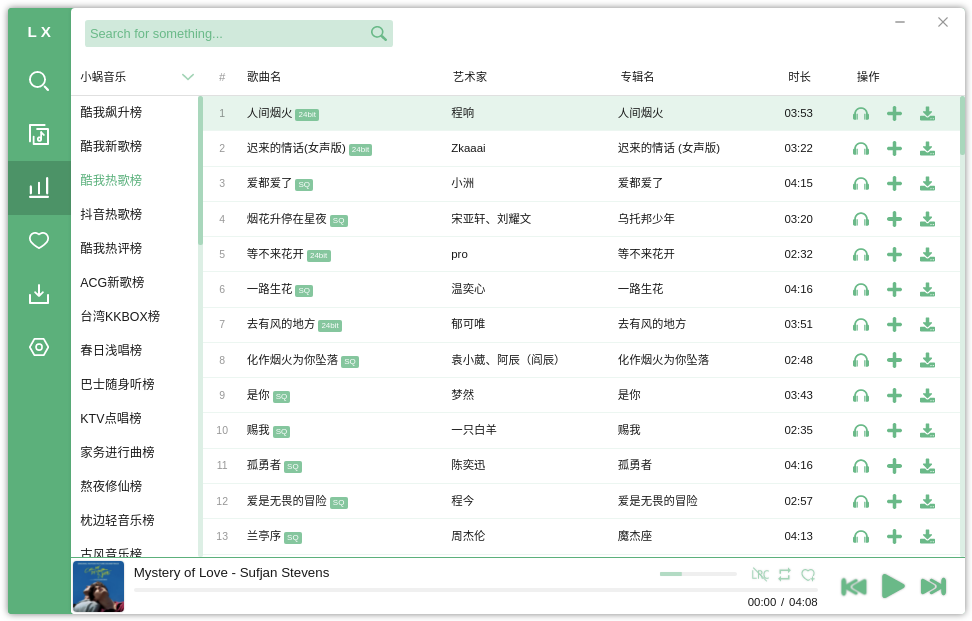 L X
Search for something...
小蜗音乐
# 歌曲名 艺术家 专辑名 时长 操作
酷我飙升榜
酷我新歌榜
酷我热歌榜
抖音热歌榜
酷我热评榜
ACG新歌榜
台湾KKBOX榜
春日浅唱榜
巴士随身听榜
KTV点唱榜
家务进行曲榜
熬夜修仙榜
枕边轻音乐榜
古风音乐榜
1 人间烟火 24bit 程响 人间烟火 03:53
2 迟来的情话(女声版) 24bit Zkaaai 迟来的情话 (女声版) 03:22
3 爱都爱了 SQ 小洲 爱都爱了 04:15
4 烟花升停在星夜 SQ 宋亚轩、刘耀文 乌托邦少年 03:20
5 等不来花开 24bit pro 等不来花开 02:32
6 一路生花 SQ 温奕心 一路生花 04:16
7 去有风的地方 24bit 郁可唯 去有风的地方 03:51
8 化作烟火为你坠落 SQ 袁小葳、阿辰（阎辰） 化作烟火为你坠落 02:48
9 是你 SQ 梦然 是你 03:43
10 赐我 SQ 一只白羊 赐我 02:35
11 孤勇者 SQ 陈奕迅 孤勇者 04:16
12 爱是无畏的冒险 SQ 程今 爱是无畏的冒险 02:57
13 兰亭序 SQ 周杰伦 魔杰座 04:13
Mystery of Love - Sufjan Stevens
LRC
00:00 / 04:08